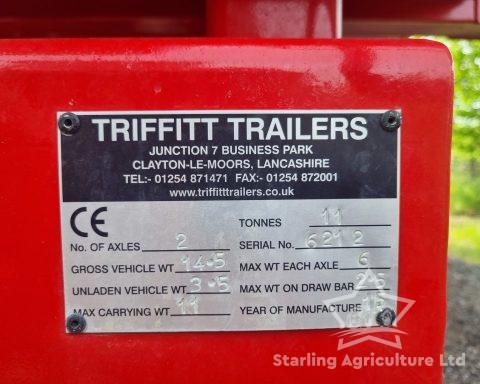 TRIFFITT TRAILERS
JUNCTION 7 BUSINESS PARK
CLAYTON-LE-MOORS, LANCASHIRE
TEL:- 01254 871471 FAX:- 01254 872001
www.triffitttrailers.co.uk
CE
TONNES 11
No. OF AXLES 2 SERIAL No. 6212
GROSS VEHICLE WT 14.5 MAX WT EACH AXLE 6
UNLADEN VEHICLE WT 3.5 MAX WT ON DRAW BAR 2.5
MAX CARRYING WT 11 YEAR OF MANUFACTURE
Starling Agriculture Ltd